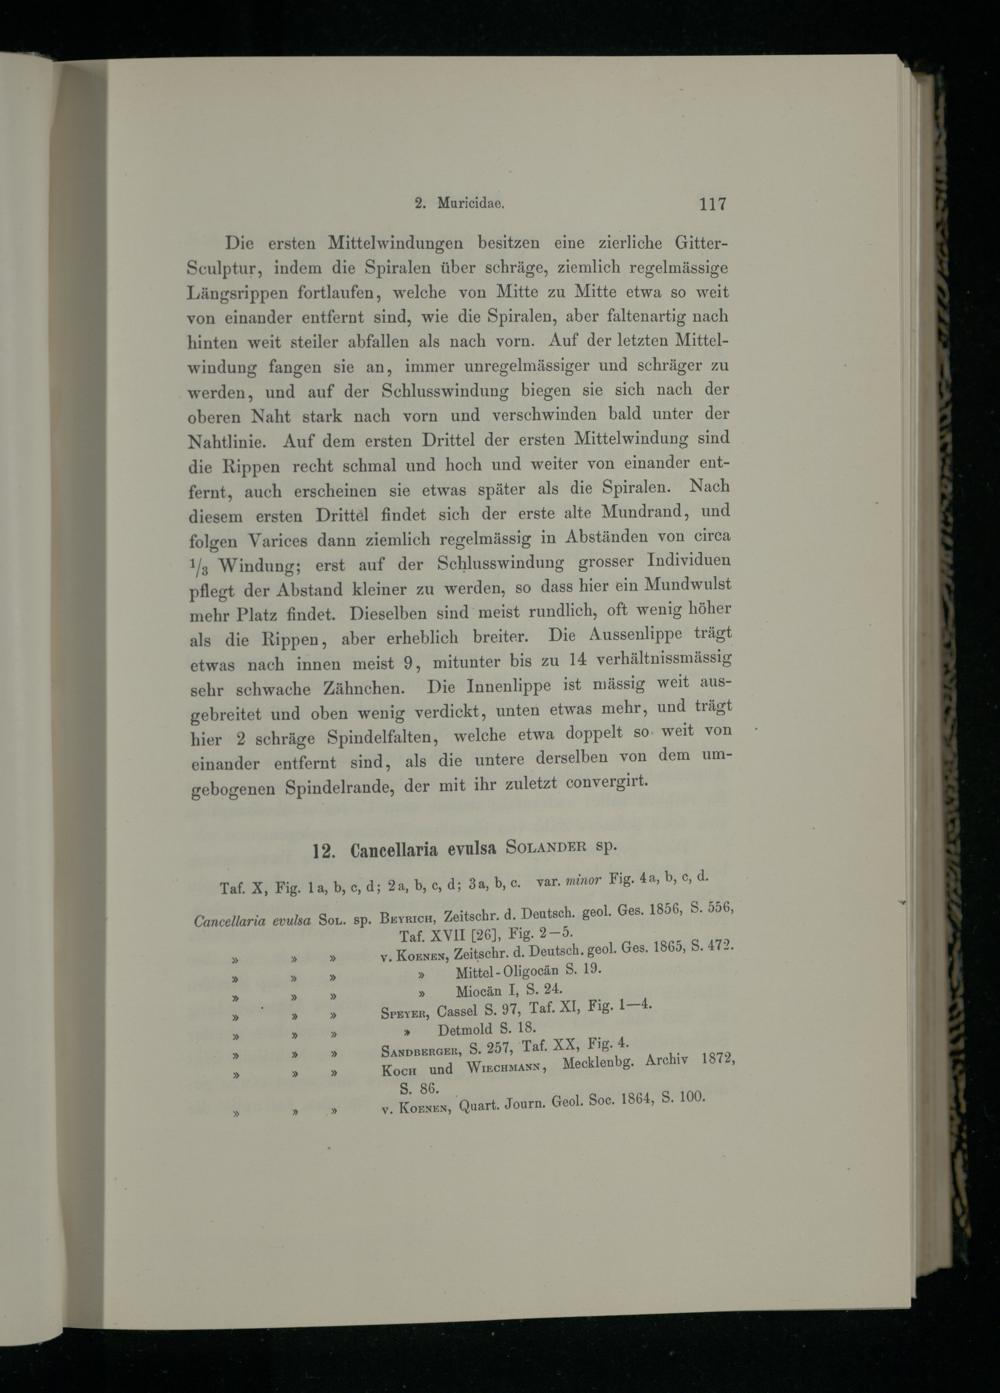 2. Muricidae. 117
Die ersten Mittelwindungen besitzen eine zierliche Gitter-
Sculptur, indem die Spiralen über schräge, ziemlich regelmässige
Längsrippen fortlaufen, welche von Mitte zu Mitte etwa so weit
von einander entfernt sind, wie die Spiralen, aber faltenartig nach
hinten weit steiler abfallen als nach vorn. Auf der letzten Mittel-
windung fangen sie an, immer unregelmässiger und schräger zu
werden, und auf der Schlusswindung biegen sie sich nach der
oberen Naht stark nach vorn und verschwinden bald unter der
Nahtlinie. Auf dem ersten Drittel der ersten Mittelwindung sind
die Rippen recht schmal und hoch und weiter von einander ent-
fernt, auch erscheinen sie etwas später als die Spiralen. Nach
diesem ersten Drittel findet sich der erste alte Mundrand, und
folgen Varices dann ziemlich regelmässig in Abständen von circa
1/3 Windung; erst auf der Schlusswindung grosser Individuen
pflegt der Abstand kleiner zu werden, so dass hier ein Mundwulst
mehr Platz findet. Dieselben sind meist rundlich, oft wenig höher
als die Rippen, aber erheblich breiter. Die Aussenlippe trägt
etwas nach innen meist 9, mitunter bis zu 14 verhältnissmässig
sehr schwache Zähnchen. Die Innenlippe ist mässig weit aus-
gebreitet und oben wenig verdickt, unten etwas mehr, und trägt
hier 2 schräge Spindelfalten, welche etwa doppelt so weit von
einander entfernt sind, als die untere derselben von dem um-
gebogenen Spindelrande, der mit ihr zuletzt convergirt.
12. Cancellaria evulsa SOLANDER sp.
Taf. X, Fig. 1a, b, c, d; 2a, b, c, d; 3a, b, c. var. minor Fig. 4a, b, c, d.
Cancellaria evulsa SOL. sp. BEYRICH, Zeitschr. d. Deutsch. geol. Ges. 1856, S. 556,
Taf. XVII [26], Fig. 2—5.
» » » v. KOENEN, Zeitschr. d. Deutsch. geol. Ges. 1865, S. 472.
» » » » Mittel-Oligocän S. 19.
» » » » Miocän I, S. 24.
» » » SPEYER, Cassel S. 97, Taf. XI, Fig. 1—4.
» » » » Detmold S. 18.
» » » SANDBERGER, S. 257, Taf. XX, Fig. 4.
» » » KOCH und WIECHMANN, Mecklenbg. Archiv 1872,
S. 86.
» » » v. KOENEN, Quart. Journ. Geol. Soc. 1864, S. 100.